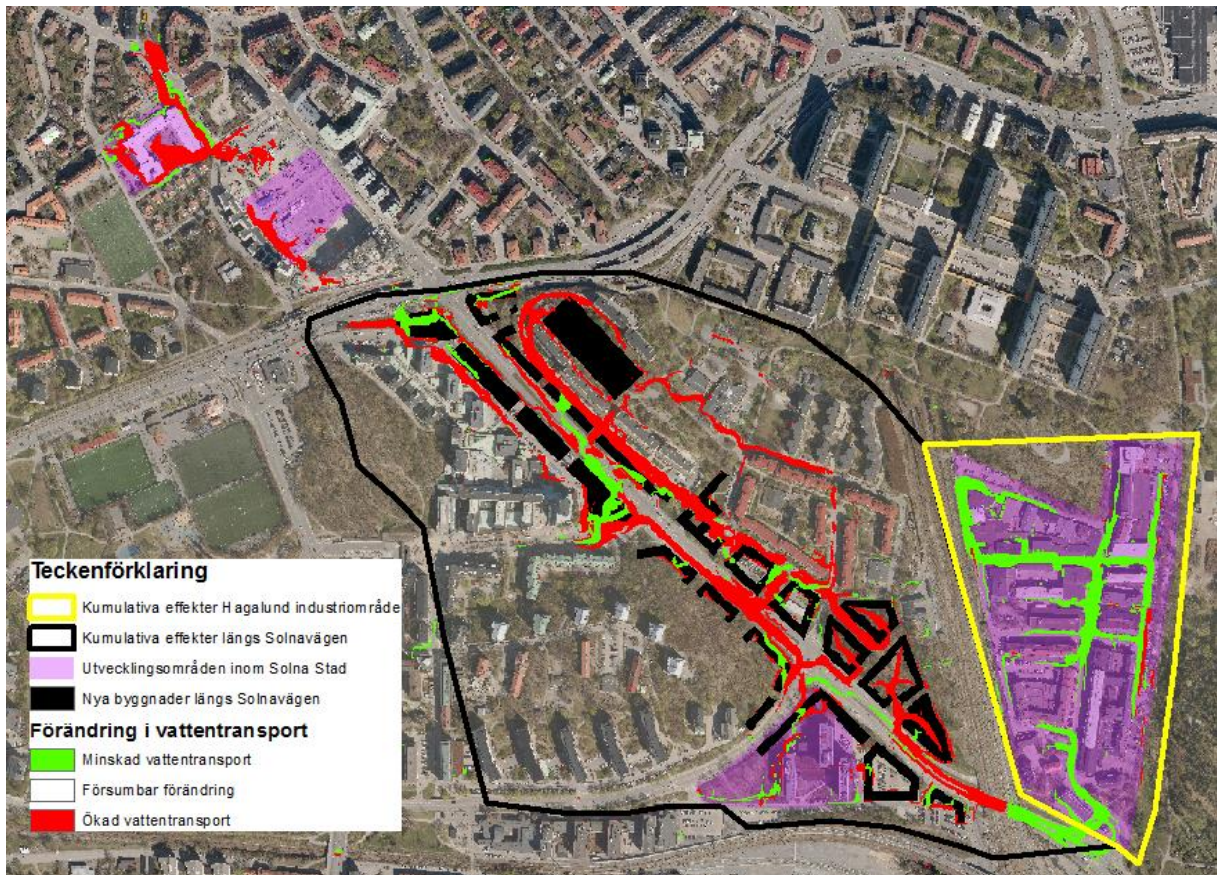 Teckenförklaring
Kumulativa effekter Hagalund industriområde
Kumulativa effekter längs Solnavägen
Utvecklingsområden inom Solna Stad
Nya byggnader längs Solnavägen
Förändring i vattentransport
Minskad vattentransport
Försumbar förändring
Ökad vattentransport